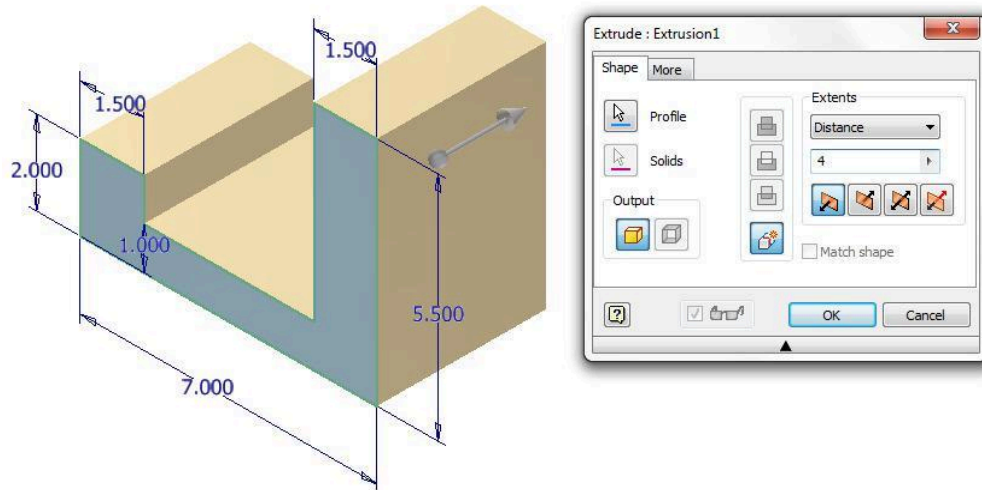 1.500
1.500
2.000
1.000
5.500
7.000
Extrude : Extrusion1
Shape
More
Profile
Solids
Output
Extents
Distance
4
Match shape
?
OK
Cancel